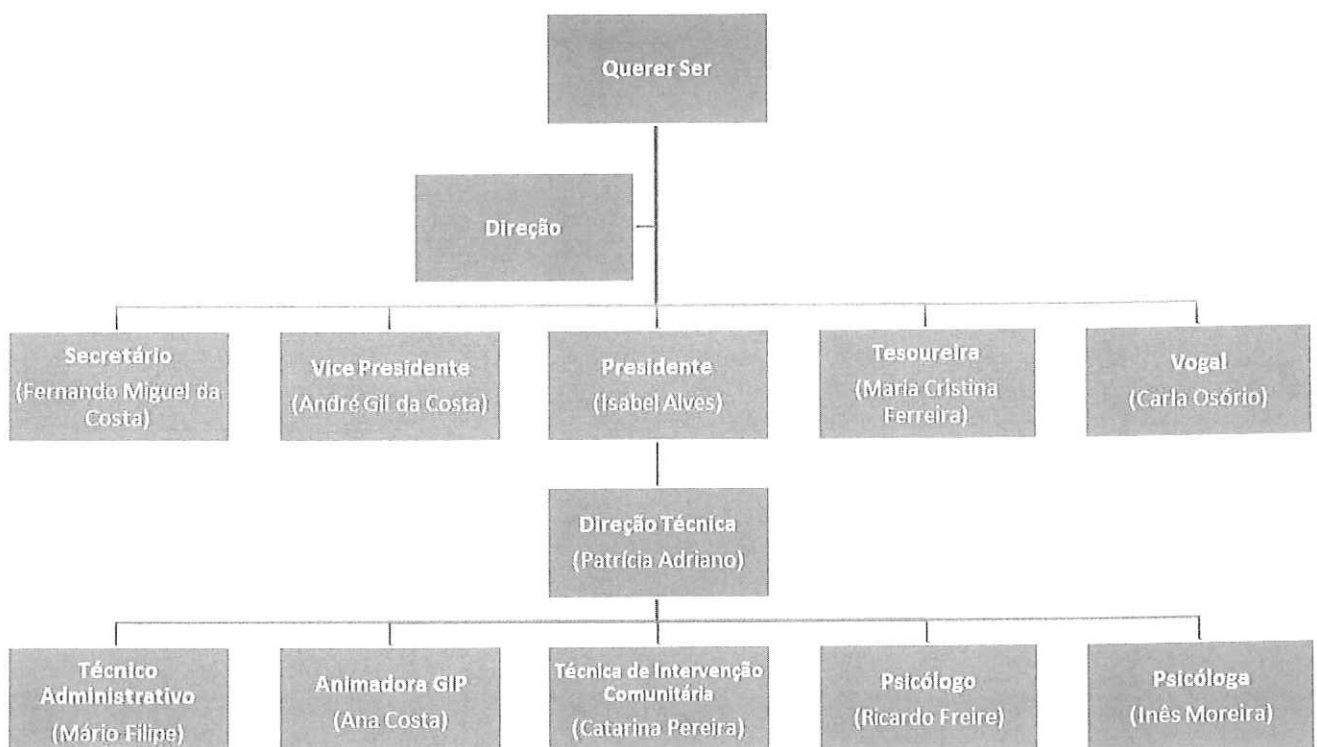 Querer Ser
Direção
Secretário
(Fernando Miguel da
Costa)
Vice Presidente
(André Gil da Costa)
Presidente
(Isabel Alves)
Tesoureira
(Maria Cristina
Ferreira)
Vogal
(Carla Osório)
Direção Técnica
(Patrícia Adriano)
Técnico
Administrativo
(Mário Filipe)
Animadora GIP
(Ana Costa)
Técnica de Intervenção
Comunitária
(Catarina Pereira)
Psicólogo
(Ricardo Freire)
Psicóloga
(Inês Moreira)